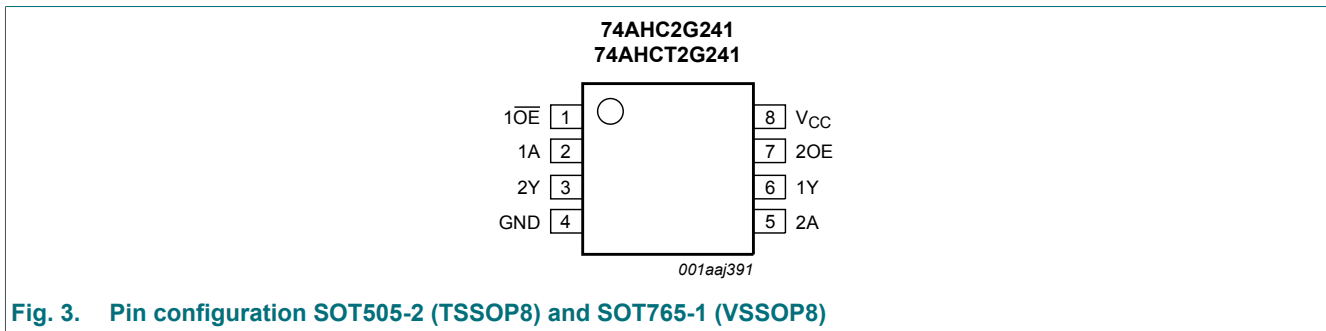 74AHC2G241
74AHCT2G241
1O̅E̅ 1 8 VCC
1A 2 7 2OE
2Y 3 6 1Y
GND 4 5 2A
001aaj391
Fig. 3. Pin configuration SOT505-2 (TSSOP8) and SOT765-1 (VSSOP8)